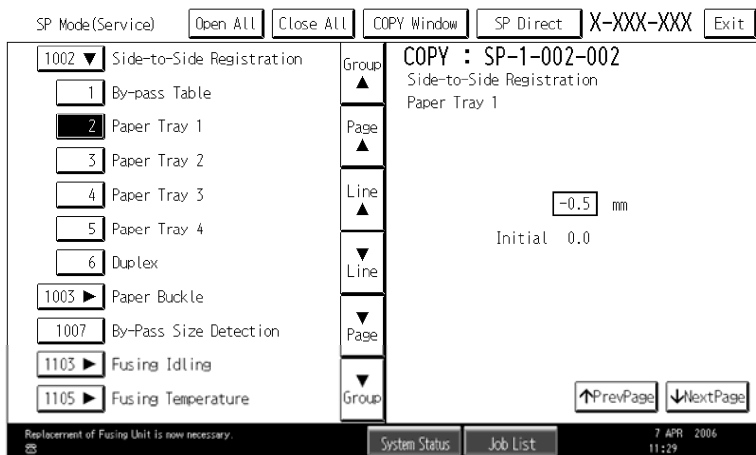 SP Mode(Service) Open All Close All COPY Window SP Direct X-XXX-XXX Exit
1002 ▼ Side-to-Side Registration
1 By-pass Table
2 Paper Tray 1
3 Paper Tray 2
4 Paper Tray 3
5 Paper Tray 4
6 Duplex
1003 ► Paper Buckle
1007 By-Pass Size Detection
1103 ► Fusing Idling
1105 ► Fusing Temperature
Group ▲
Page ▲
Line ▲
▼ Line
▼ Page
▼ Group
COPY : SP-1-002-002
Side-to-Side Registration
Paper Tray 1
-0.5 mm
Initial 0.0
↑PrevPage ↓NextPage
Replacement of Fusing Unit is now necessary.
System Status Job List
7 APR 2006
11:29